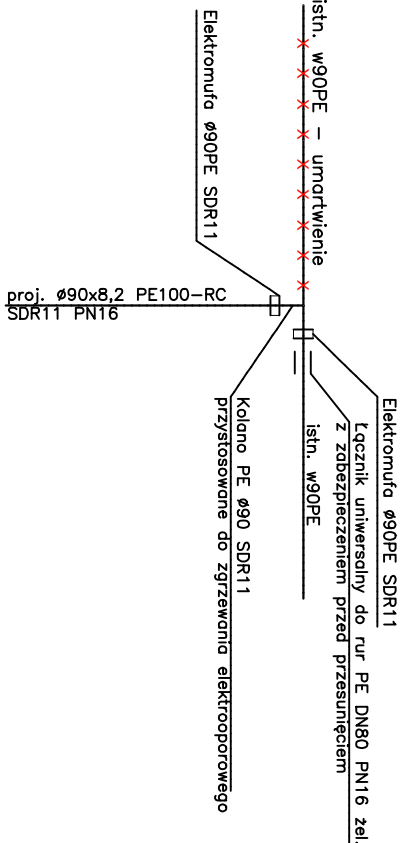 istn. w90PE – umartwienie
Elektromufa ø90PE SDR11
proj. Ø90x8,2 PE100-RC
SDR11 PN16
Elektromufa ø90PE SDR11
Łącznik uniwersalny do rur PE DN80 PN16 żel.
z zabezpieczeniem przed przesunięciem
istn. w90PE
Kolano PE ø90 SDR11
przystosowane do zgrzewania elektrooporowego